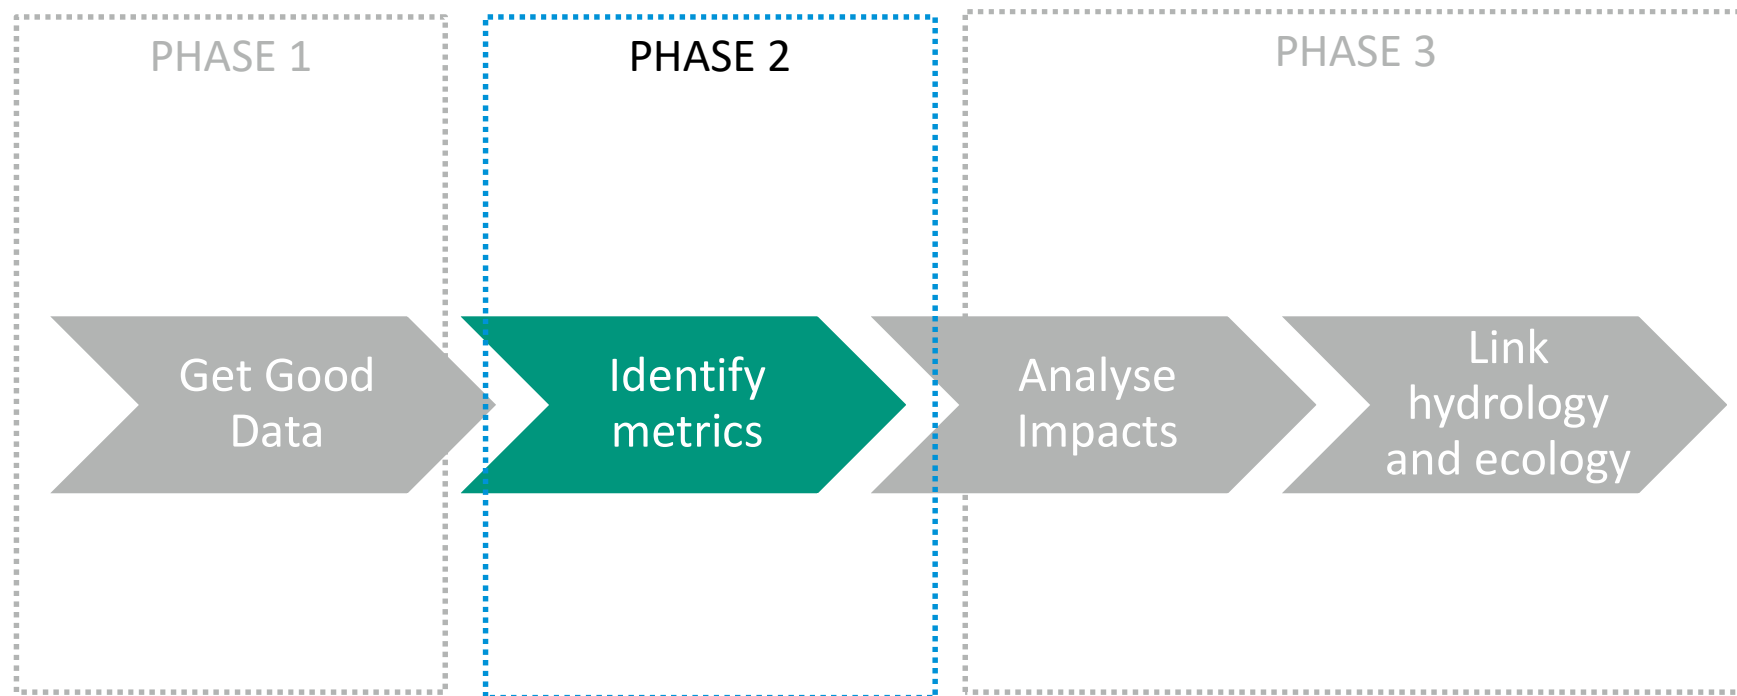 PHASE 1
PHASE 2
PHASE 3
Get Good
Data
Identify
metrics
Analyse
Impacts
Link
hydrology
and ecology